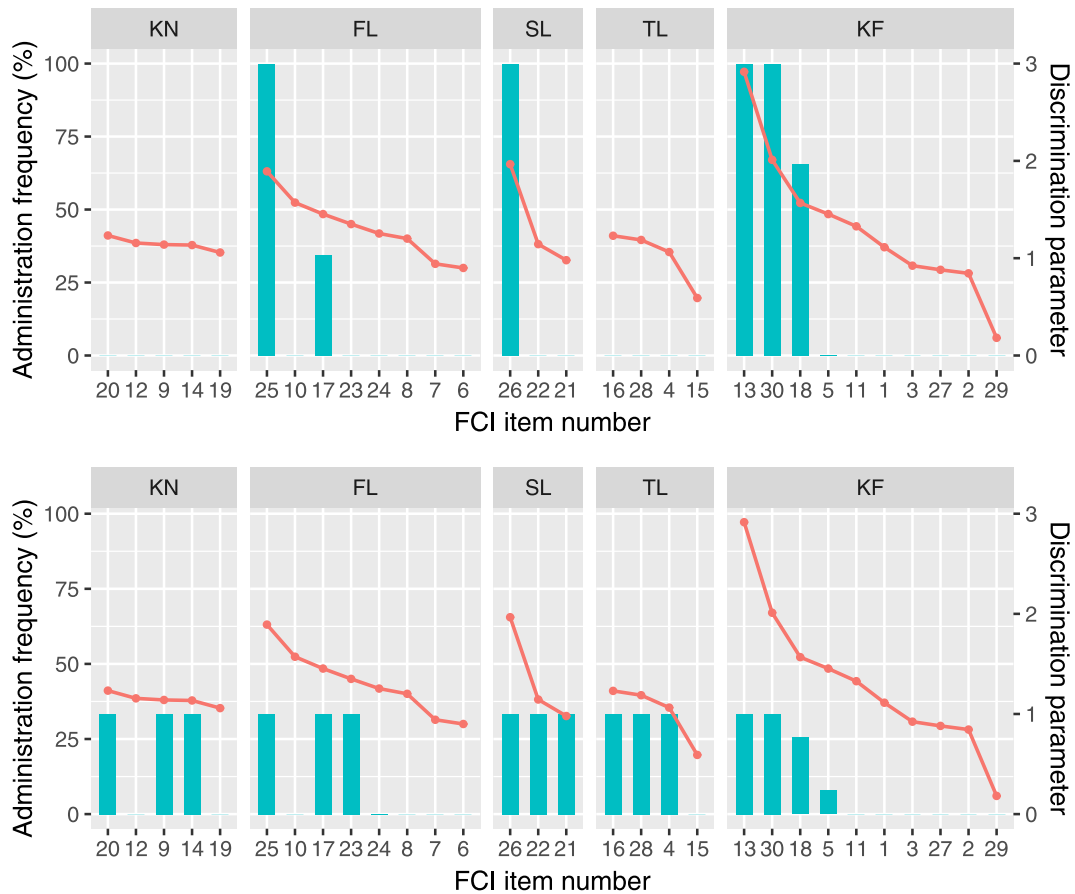 KN FL SL TL KF
Administration frequency (%)
100
75
50
25
0
3
2
1
0
Discrimination parameter
20 12 9 14 19 25 10 17 23 24 8 7 6 26 22 21 16 28 4 15 13 30 18 5 11 1 3 27 2 29
FCI item number
KN FL SL TL KF
Administration frequency (%)
100
75
50
25
0
3
2
1
0
Discrimination parameter
20 12 9 14 19 25 10 17 23 24 8 7 6 26 22 21 16 28 4 15 13 30 18 5 11 1 3 27 2 29
FCI item number